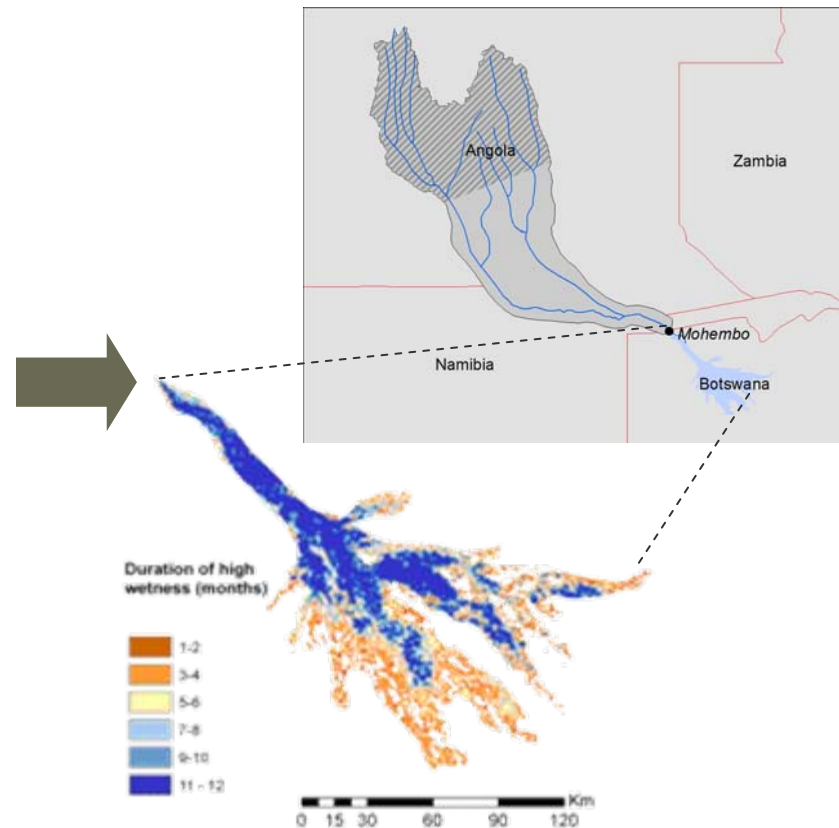 Angola
Zambia
Mohembo
Namibia
Botswana
Duration of high
wetness (months)
1-2
3-4
5-6
7-8
9-10
11 - 12
Km
0 15 30 60 90 120